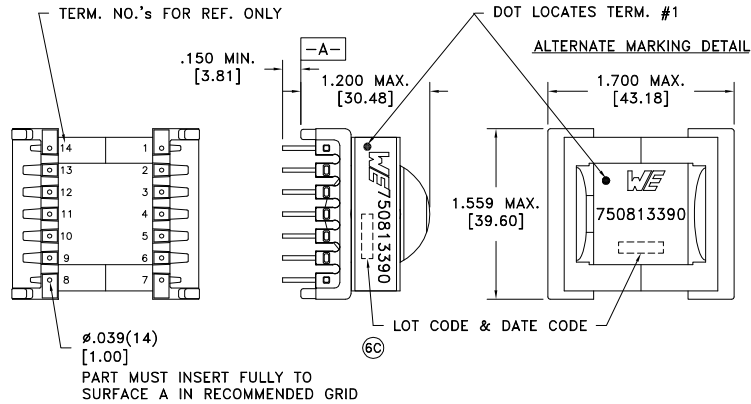 TERM. NO.'s FOR REF. ONLY
DOT LOCATES TERM. #1
-A-
ALTERNATE MARKING DETAIL
.150 MIN.
[3.81]
1.200 MAX.
[30.48]
1.700 MAX.
[43.18]
14 1
13 2
12 3
11 4
10 5
9 6
8 7
WE 750813390
1.559 MAX.
[39.60]
WE
750813390
LOT CODE & DATE CODE
6C
ø.039(14)
[1.00]
PART MUST INSERT FULLY TO
SURFACE A IN RECOMMENDED GRID